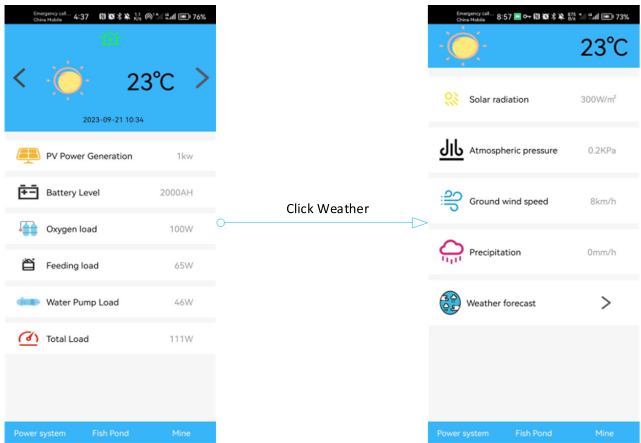 Emergency call...
China Mobile
4:37
76%
23℃
2023-09-21 10:34
PV Power Generation 1kw
Battery Level 2000AH
Oxygen load 100W
Feeding load 65W
Water Pump Load 46W
Total Load 111W
Power system Fish Pond Mine
Click Weather
Emergency call...
China Mobile
8:57
73%
23℃
Solar radiation 300W/m²
Atmospheric pressure 0.2KPa
Ground wind speed 8km/h
Precipitation 0mm/h
Weather forecast
Power system Fish Pond Mine